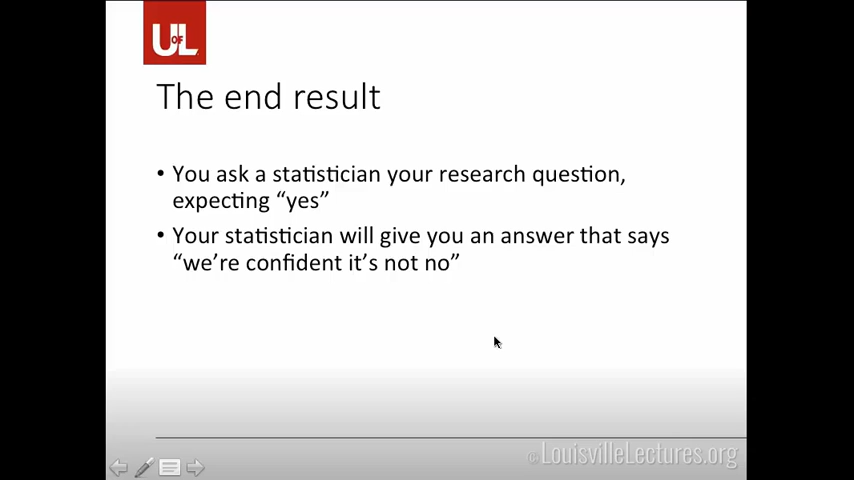 UofL
The end result
• You ask a statistician your research question,
expecting “yes”
• Your statistician will give you an answer that says
“we’re confident it’s not no”
© LouisvilleLectures.org